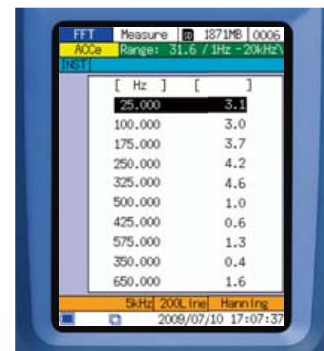 FFT Measure SD 1871MB 0006
ACCe Range: 31.6 / 1Hz - 20kHz\
INST
[ Hz ] [ ]
25.000 3.1
100.000 3.0
175.000 3.7
250.000 4.2
325.000 4.6
500.000 1.0
425.000 0.6
575.000 1.3
350.000 0.4
650.000 1.6
5kHz 200Line Hanning
2009/07/10 17:07:37